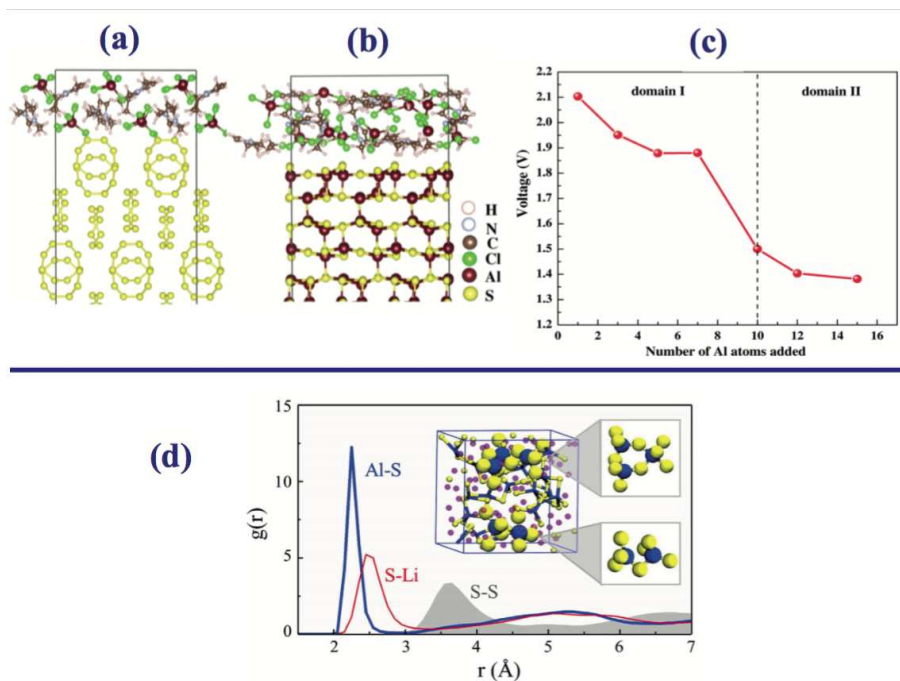 (a)
(b)
(c)
H
N
C
Cl
Al
S
2.2
2.1
2.0
1.9
1.8
1.7
1.6
1.5
1.4
1.3
1.2
Voltage (V)
domain I
domain II
0 2 4 6 8 10 12 14 16
Number of Al atoms added
(d)
15
10
5
0
g(r)
Al-S
S-Li
S-S
2 3 4 5 6 7
r (Å)